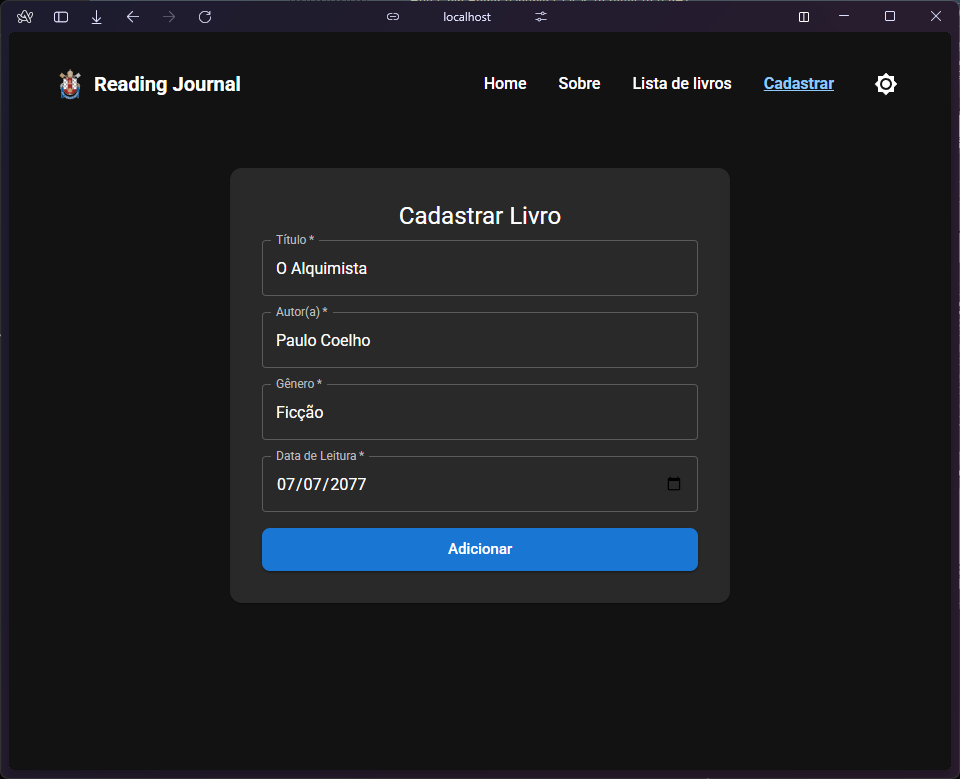 localhost
Reading Journal
Home Sobre Lista de livros Cadastrar
Cadastrar Livro
Título *
O Alquimista
Autor(a) *
Paulo Coelho
Gênero *
Ficção
Data de Leitura *
07/07/2077
Adicionar